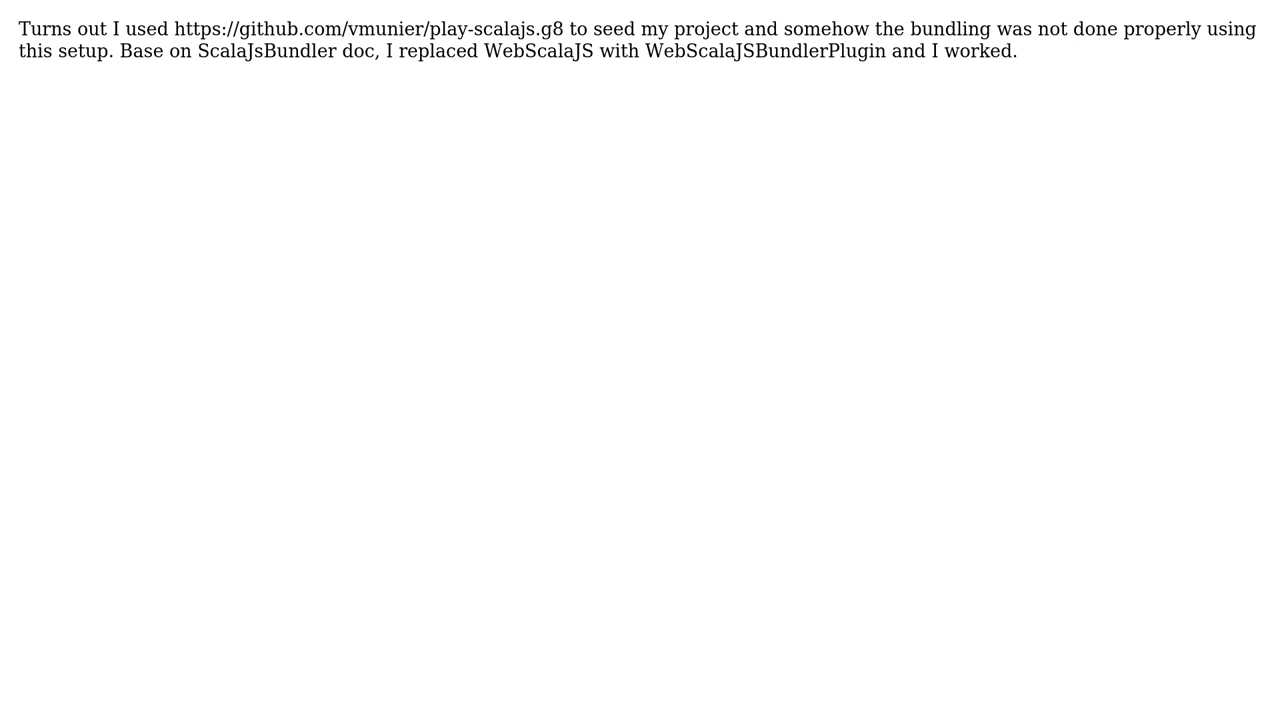 Turns out I used https://github.com/vmunier/play-scalajs.g8 to seed my project and somehow the bundling was not done properly using
this setup. Base on ScalaJsBundler doc, I replaced WebScalaJS with WebScalaJSBundlerPlugin and I worked.